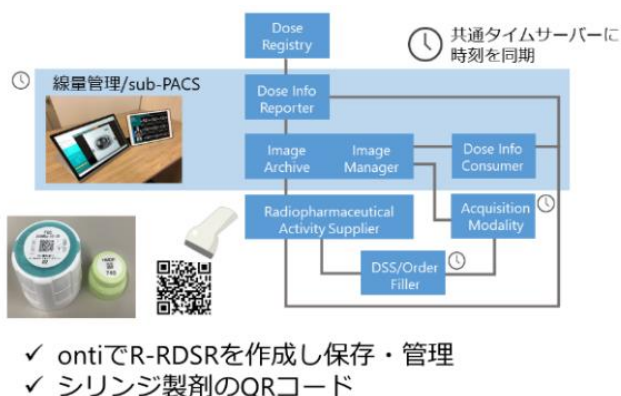 Dose
Registry
共通タイムサーバーに
時刻を同期
線量管理/sub-PACS
Dose Info
Reporter
Image
Archive
Image
Manager
Dose Info
Consumer
Radiopharmaceutical
Activity Supplier
Acquisition
Modality
DSS/Order
Filler
✓ ontiでR-RDSRを作成し保存・管理
✓ シリンジ製剤のQRコード